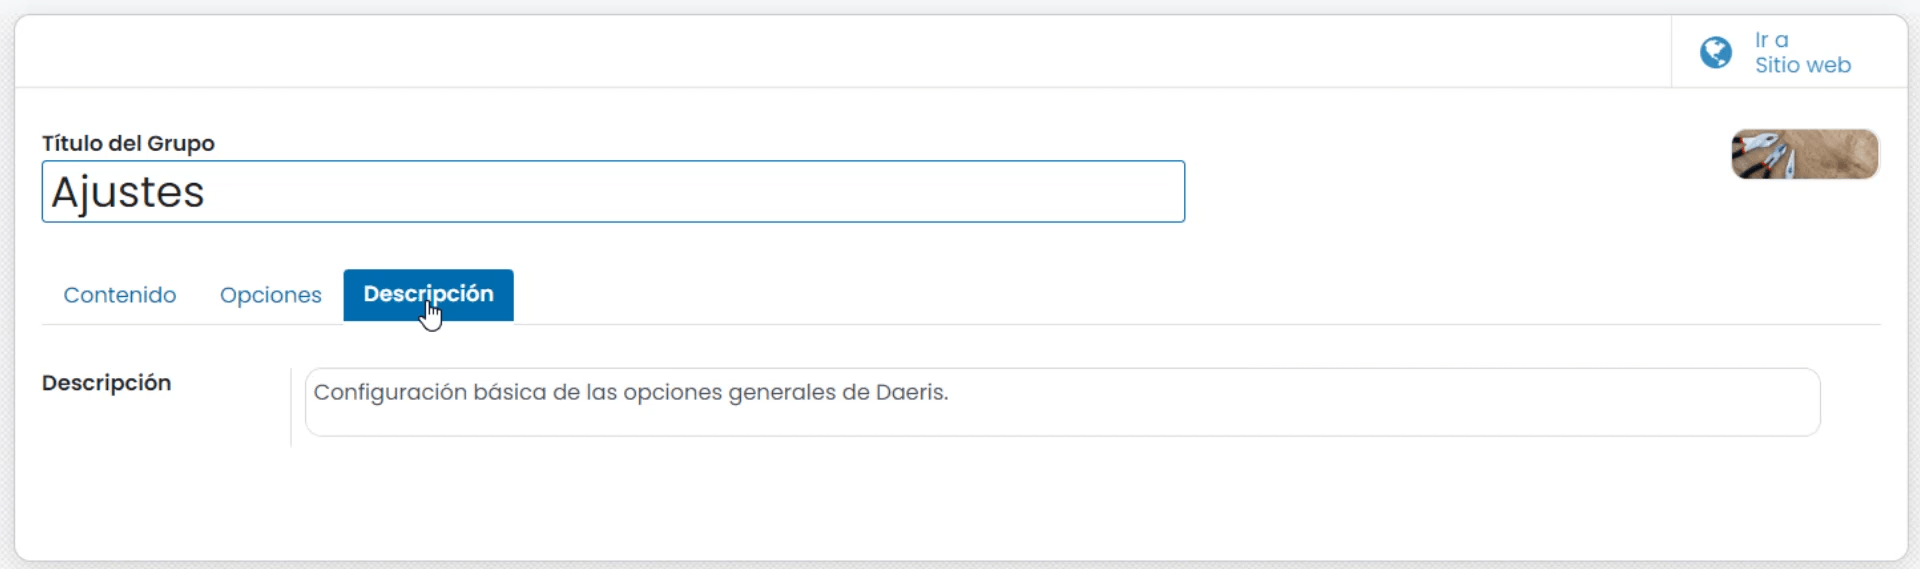 Ir a
Sitio web
Título del Grupo
Ajustes
Contenido Opciones Descripción
Descripción
Configuración básica de las opciones generales de Daeris.